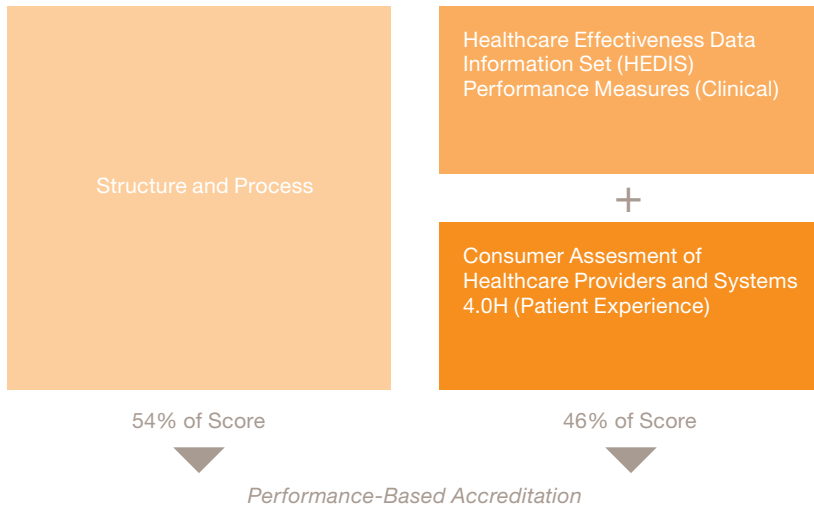 Structure and Process
Healthcare Effectiveness Data
Information Set (HEDIS)
Performance Measures (Clinical)
+
Consumer Assesment of
Healthcare Providers and Systems
4.0H (Patient Experience)
54% of Score
46% of Score
Performance-Based Accreditation